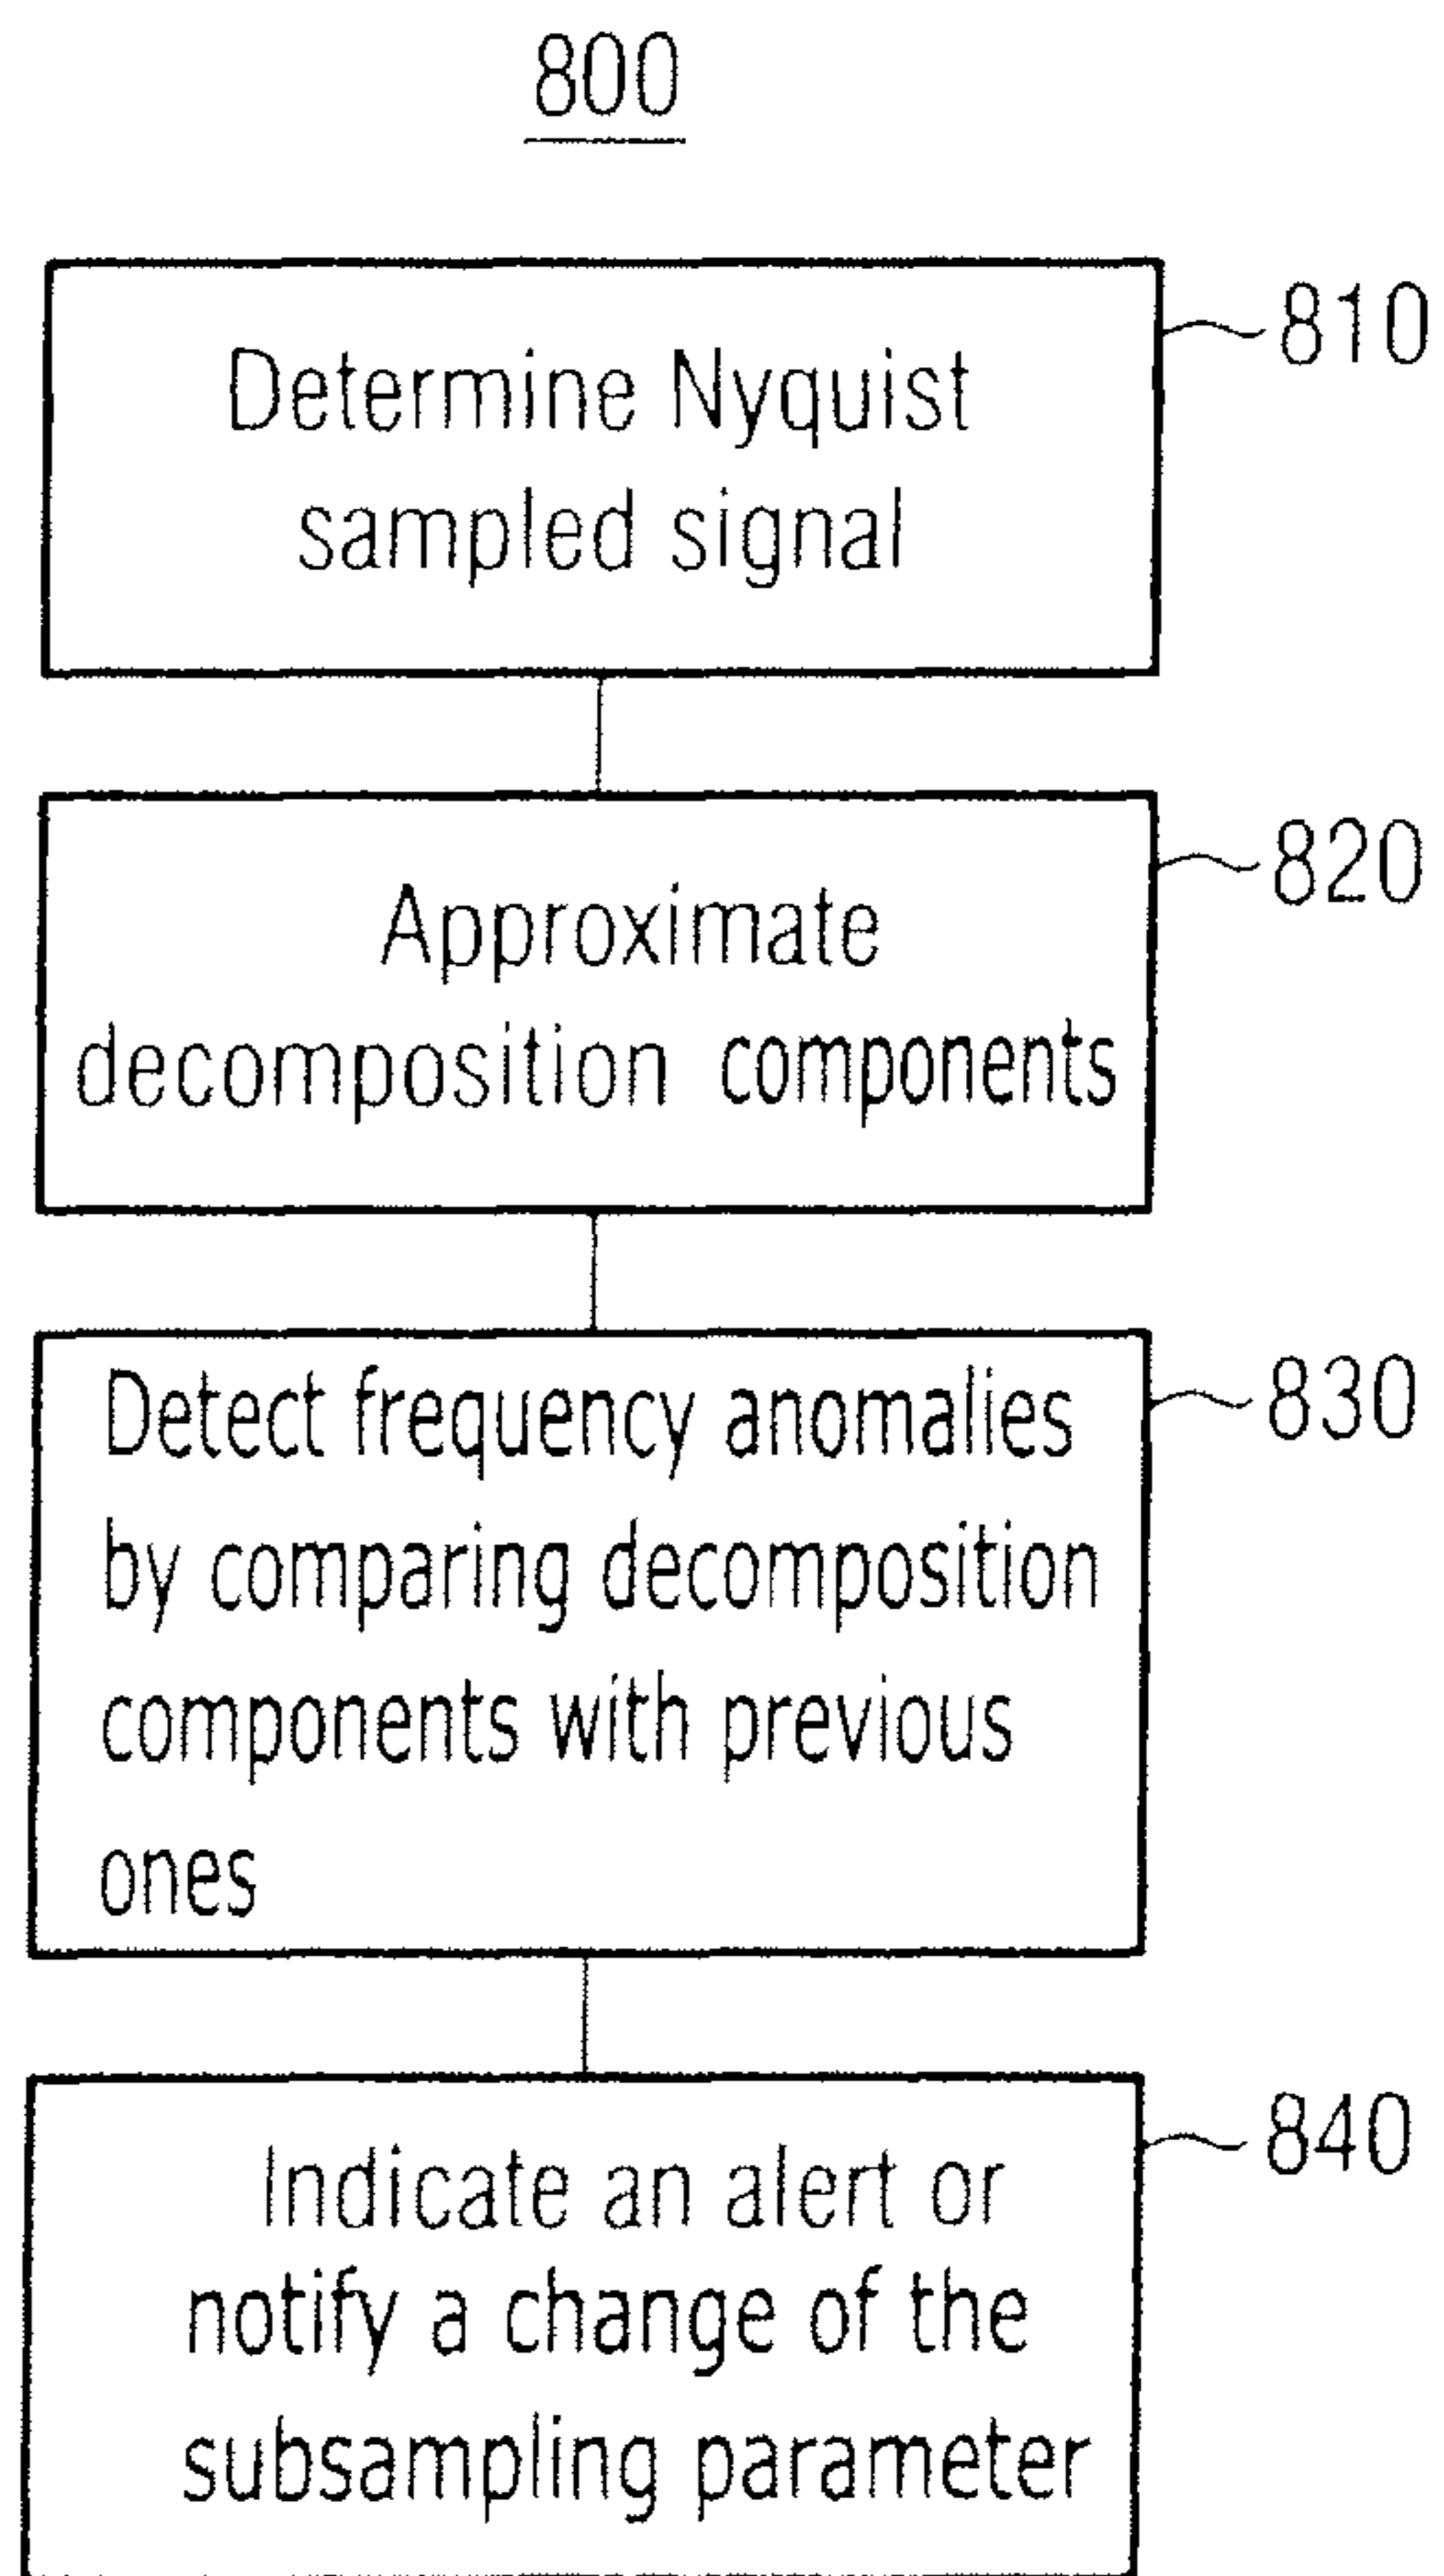 800
Determine Nyquist
sampled signal
810
Approximate
decomposition components
820
Detect frequency anomalies
by comparing decomposition
components with previous
ones
830
Indicate an alert or
notify a change of the
subsampling parameter
840